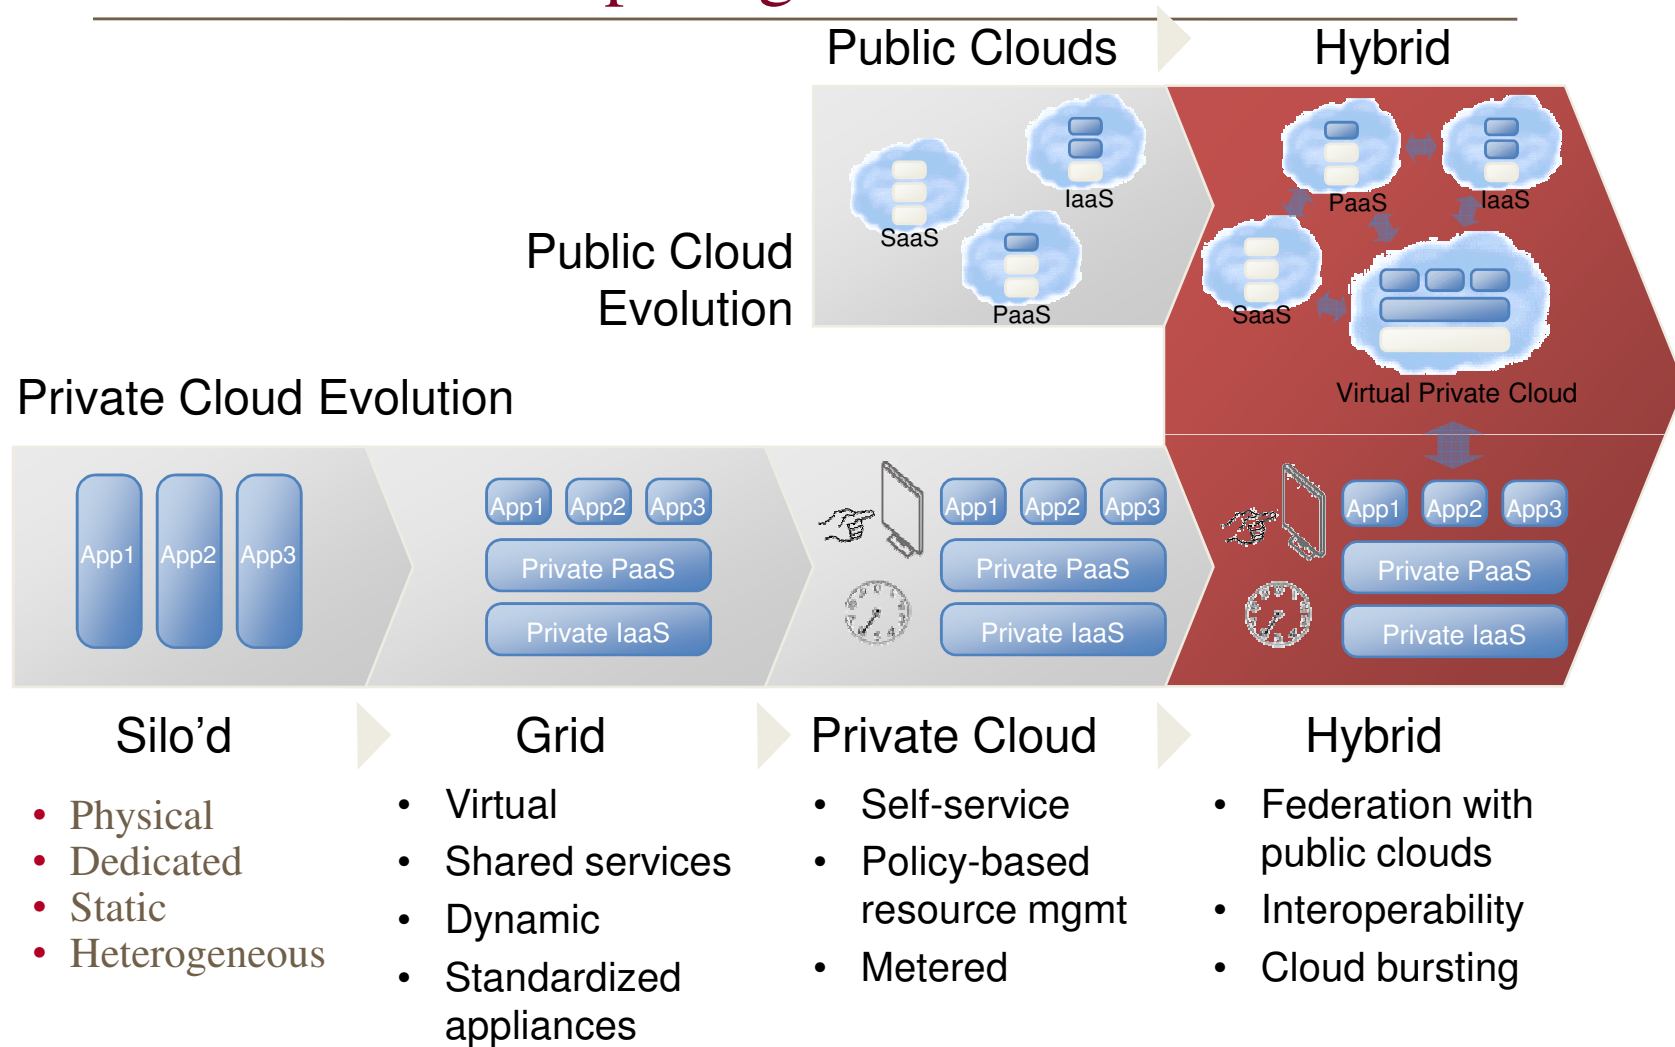 Public Clouds
Hybrid
IaaS
SaaS
PaaS
PaaS
IaaS
SaaS
Virtual Private Cloud
Public Cloud
Evolution
Private Cloud Evolution
App1 App2 App3
App1 App2 App3
Private PaaS
Private IaaS
App1 App2 App3
Private PaaS
Private IaaS
App1 App2 App3
Private PaaS
Private IaaS
Silo’d
• Physical
• Dedicated
• Static
• Heterogeneous
Grid
• Virtual
• Shared services
• Dynamic
• Standardized
appliances
Private Cloud
• Self-service
• Policy-based
resource mgmt
• Metered
Hybrid
• Federation with
public clouds
• Interoperability
• Cloud bursting